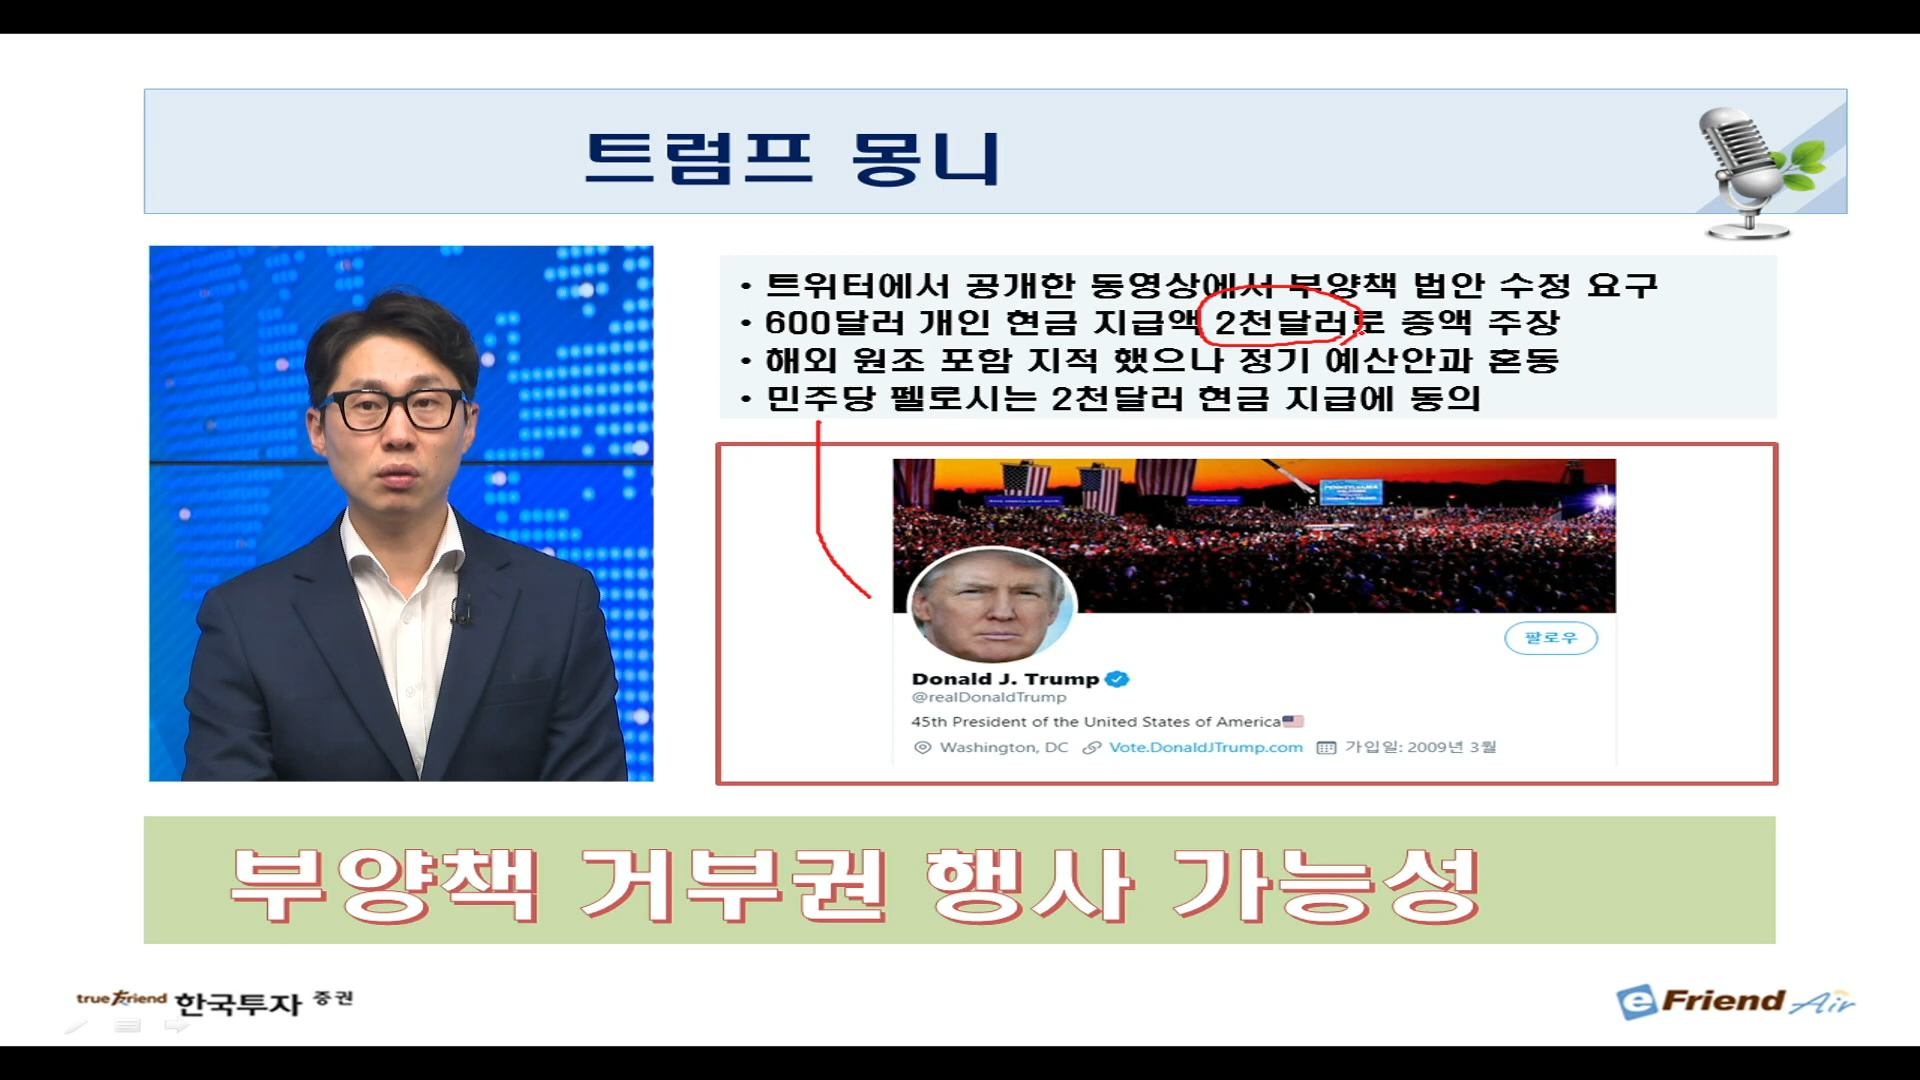 트럼프 몽니
• 트위터에서 공개한 동영상에서 부양책 법안 수정 요구
• 600달러 개인 현금 지급액 2천달러로 증액 주장
• 해외 원조 포함 지적 했으나 정기 예산안과 혼동
• 민주당 펠로시는 2천달러 현금 지급에 동의
팔로우
Donald J. Trump
@realDonaldTrump
45th President of the United States of America
Washington, DC Vote.DonaldJTrump.com 가입일: 2009년 3월
부양책 거부권 행사 가능성
true friend 한국투자 증권
eFriend Air